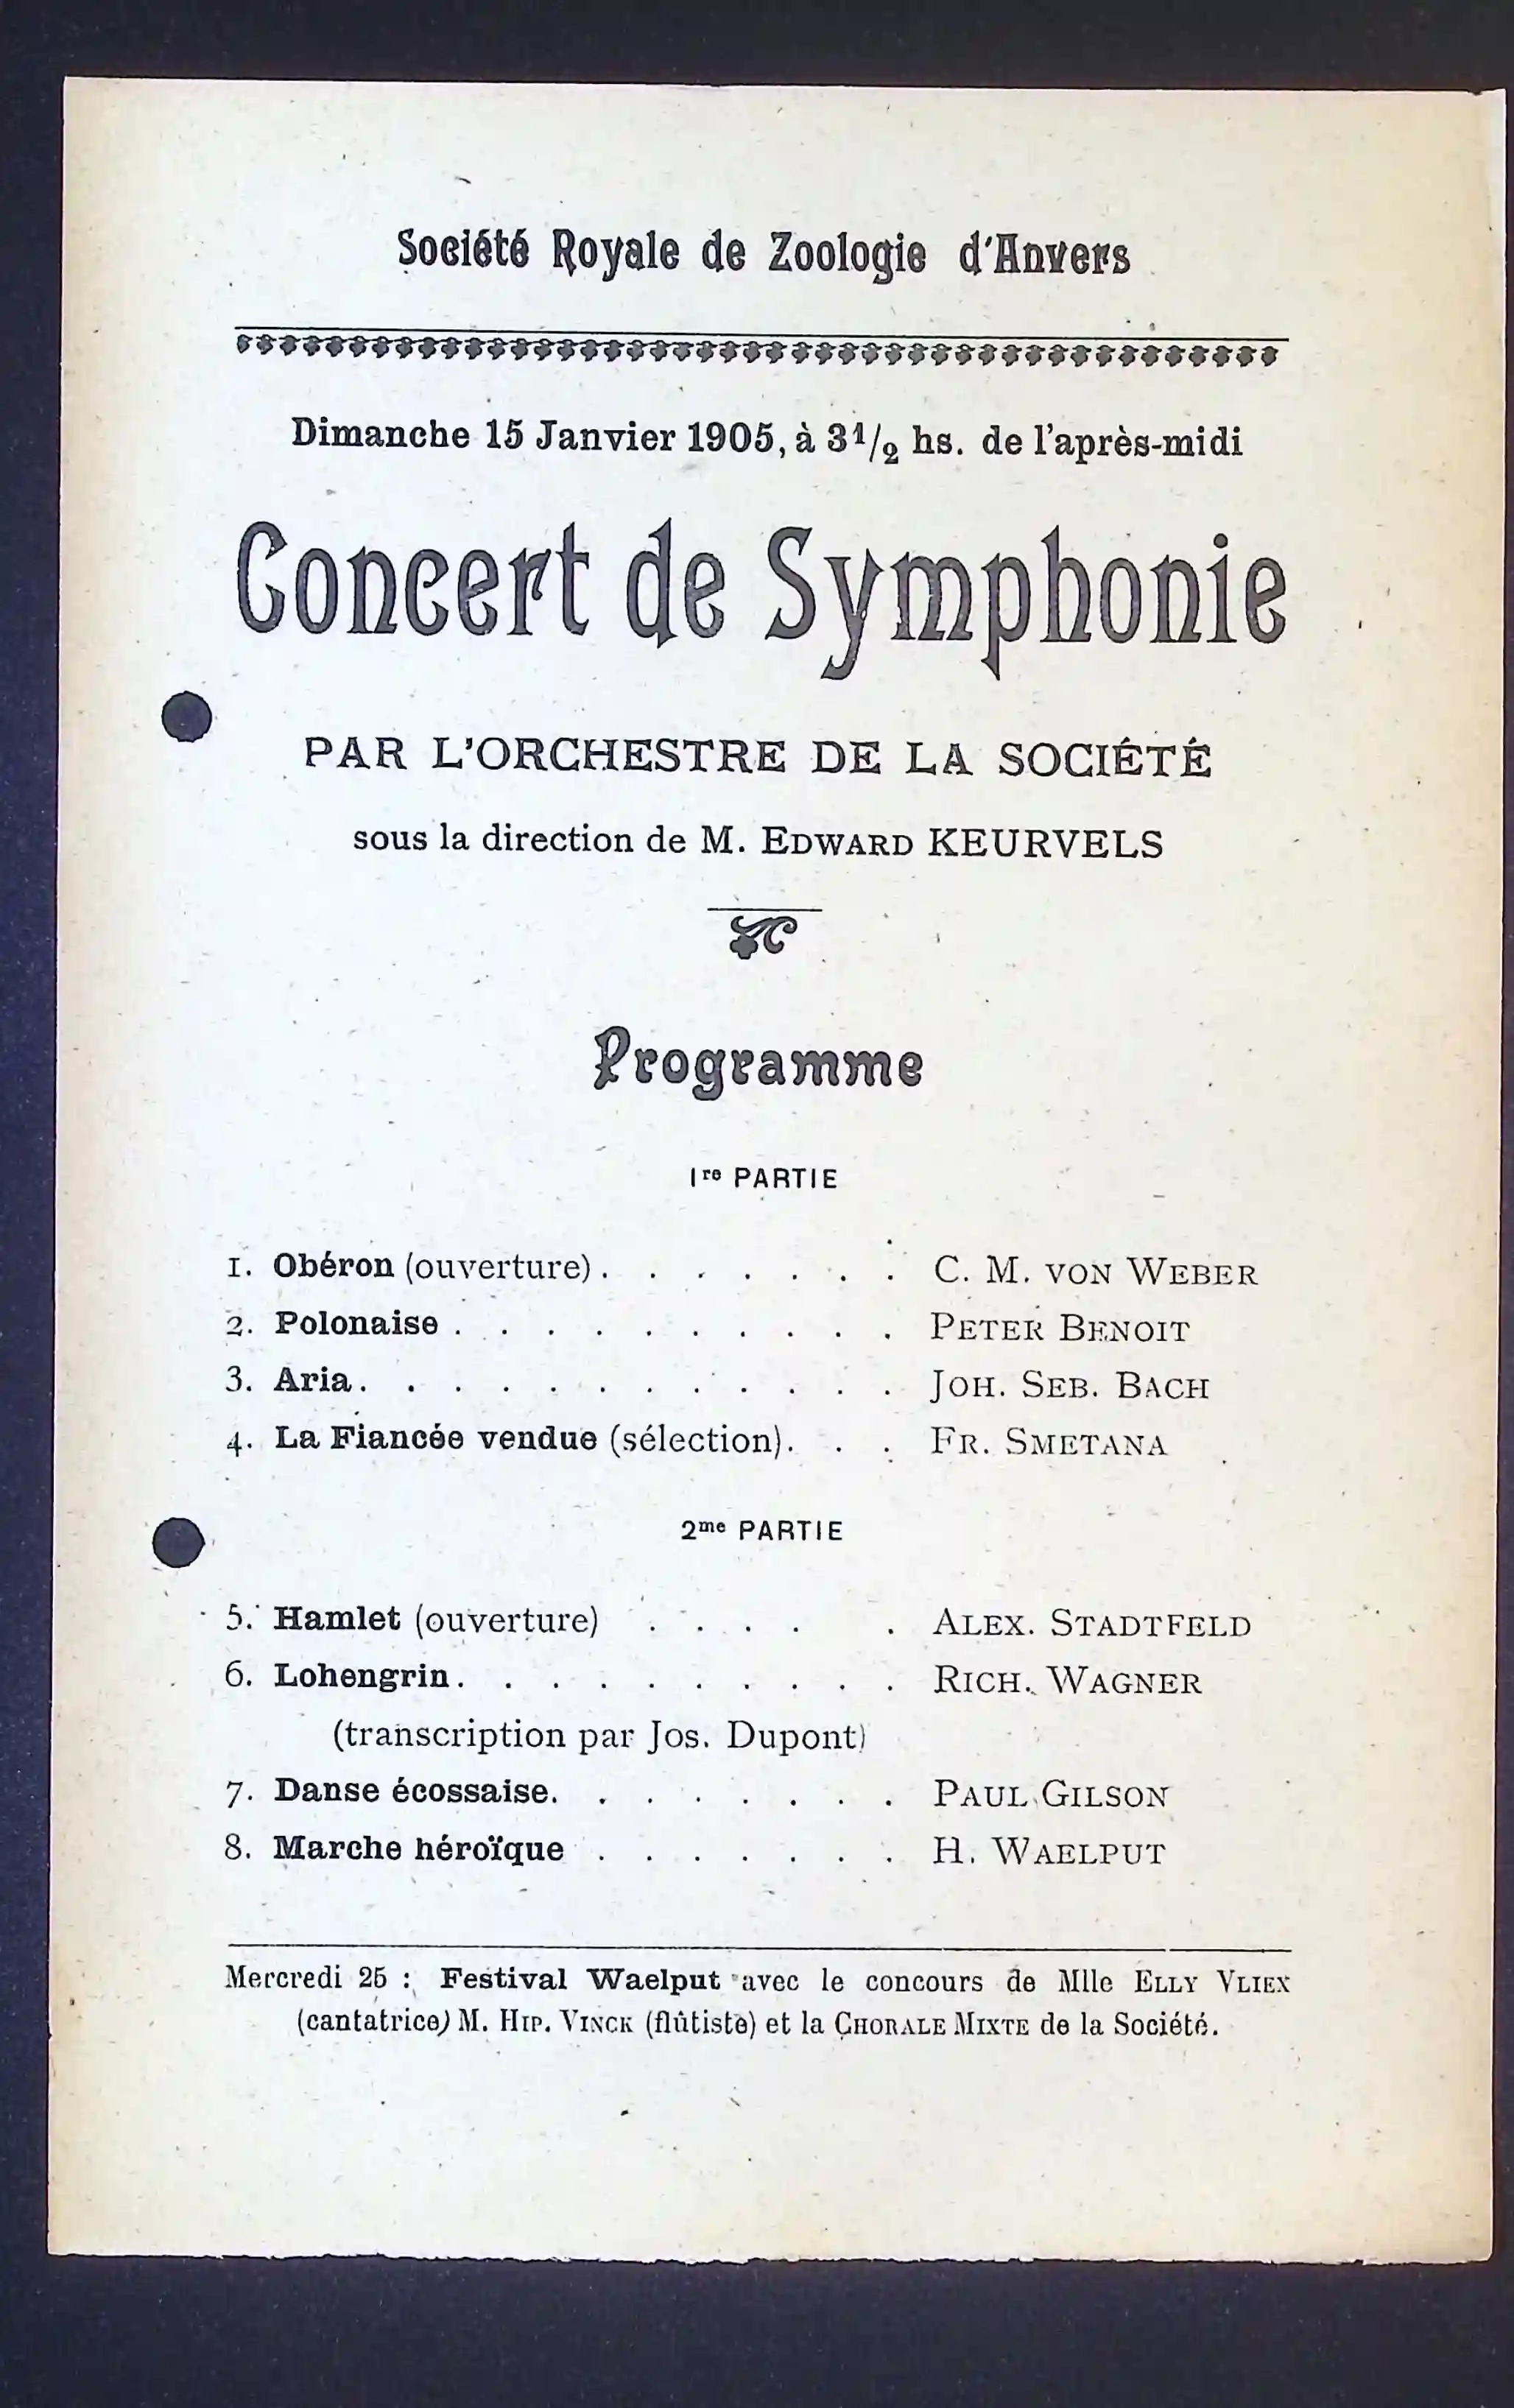 Société Royale de Zoologie d'Anvers
Dimanche 15 Janvier 1905, à 3 1/2 hs. de l'après-midi
Concert de Symphonie
PAR L'ORCHESTRE DE LA SOCIÉTÉ
sous la direction de M. EDWARD KEURVELS
Programme
1re PARTIE
1. Obéron (ouverture) . . . . . . . C. M. VON WEBER
2. Polonaise . . . . . . . . . . PETER BENOIT
3. Aria . . . . . . . . . . . . JOH. SEB. BACH
4. La Fiancée vendue (sélection) . . . FR. SMETANA
2me PARTIE
5. Hamlet (ouverture) . . . . . ALEX. STADTFELD
6. Lohengrin . . . . . . . . . . RICH. WAGNER
(transcription par Jos. Dupont)
7. Danse écossaise . . . . . . . . PAUL GILSON
8. Marche héroïque . . . . . . . H. WAELPUT
Mercredi 25 : Festival Waelput avec le concours de Mlle ELLY VLIEX
(cantatrice) M. HIP. VINCK (flûtiste) et la CHORALE MIXTE de la Société.